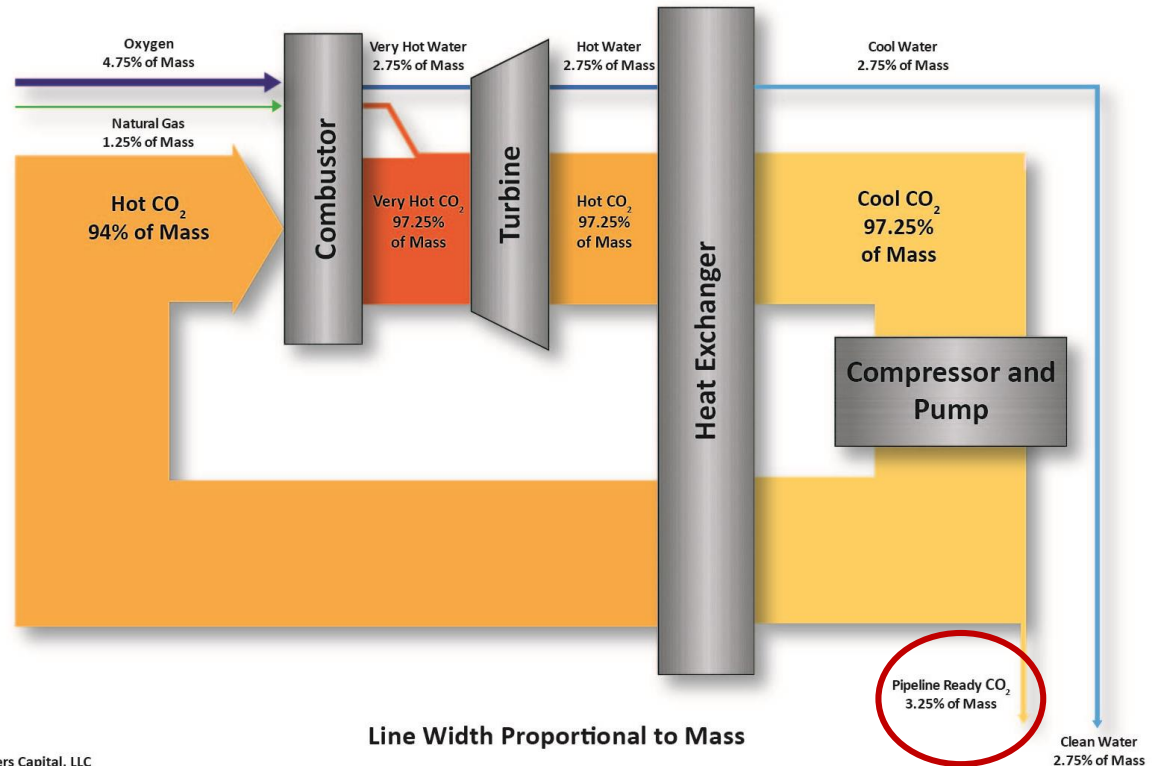 Oxygen
4.75% of Mass
Natural Gas
1.25% of Mass
Hot CO2
94% of Mass
Combustor
Very Hot Water
2.75% of Mass
Very Hot CO2
97.25%
of Mass
Turbine
Hot Water
2.75% of Mass
Hot CO2
97.25%
of Mass
Heat Exchanger
Cool Water
2.75% of Mass
Cool CO2
97.25%
of Mass
Compressor and
Pump
Pipeline Ready CO2
3.25% of Mass
Clean Water
2.75% of Mass
Line Width Proportional to Mass
Capital, LLC